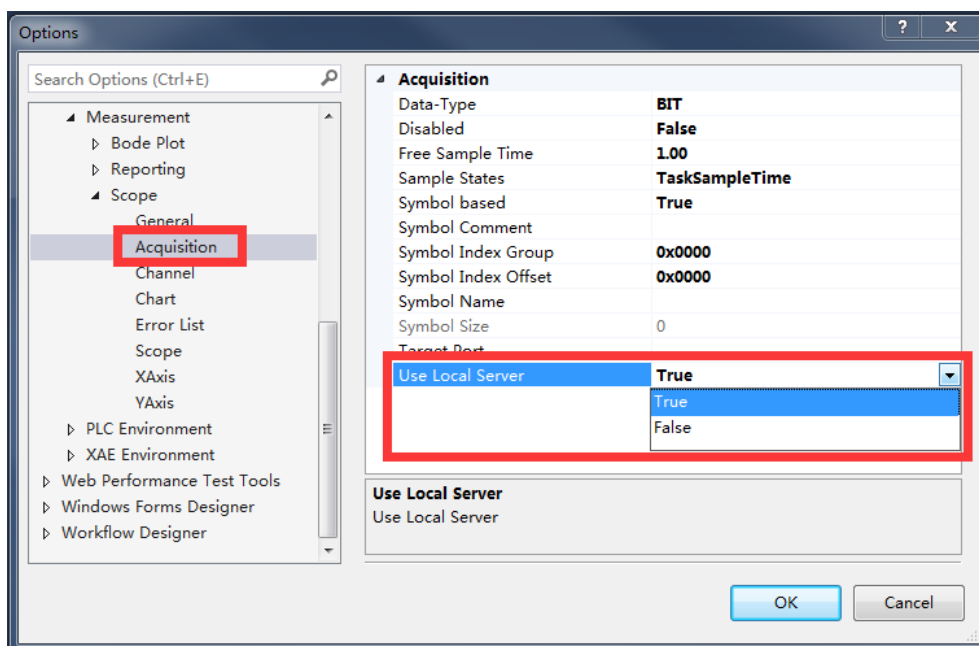 Options
Search Options (Ctrl+E)
Measurement
Bode Plot
Reporting
Scope
General
Acquisition
Channel
Chart
Error List
Scope
XAxis
YAxis
PLC Environment
XAE Environment
Web Performance Test Tools
Windows Forms Designer
Workflow Designer
Acquisition
Data-Type BIT
Disabled False
Free Sample Time 1.00
Sample States TaskSampleTime
Symbol based True
Symbol Comment
Symbol Index Group 0x0000
Symbol Index Offset 0x0000
Symbol Name
Symbol Size 0
Target Port
Use Local Server True
True
False
Use Local Server
Use Local Server
OK Cancel